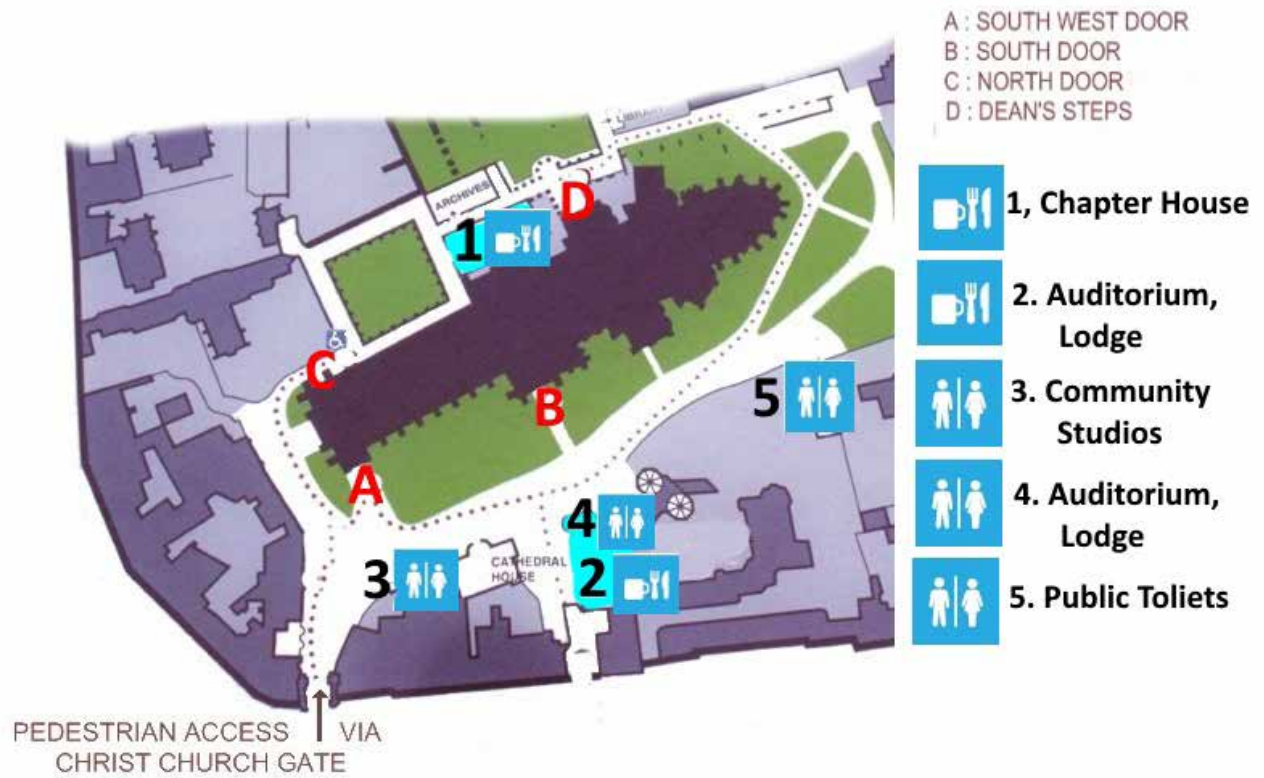 A : SOUTH WEST DOOR
B : SOUTH DOOR
C : NORTH DOOR
D : DEAN'S STEPS
LIBRARY
ARCHIVES
D
1
C
B
5
A
4
3
CATHEDRAL
HOUSE
2
1, Chapter House
2. Auditorium,
Lodge
3. Community
Studios
4. Auditorium,
Lodge
5. Public Toliets
PEDESTRIAN ACCESS VIA
CHRIST CHURCH GATE